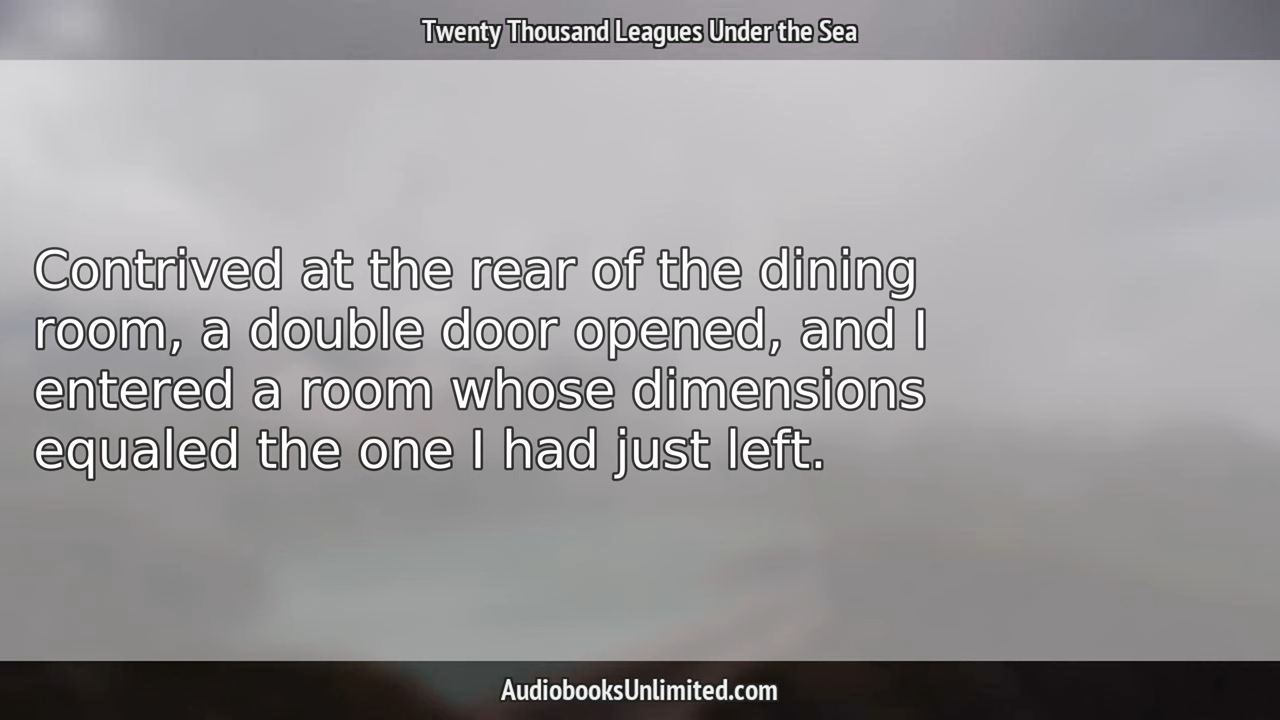 Twenty Thousand Leagues Under the Sea
Contrived at the rear of the dining
room, a double door opened, and I
entered a room whose dimensions
equaled the one I had just left.
AudiobooksUnlimited.com